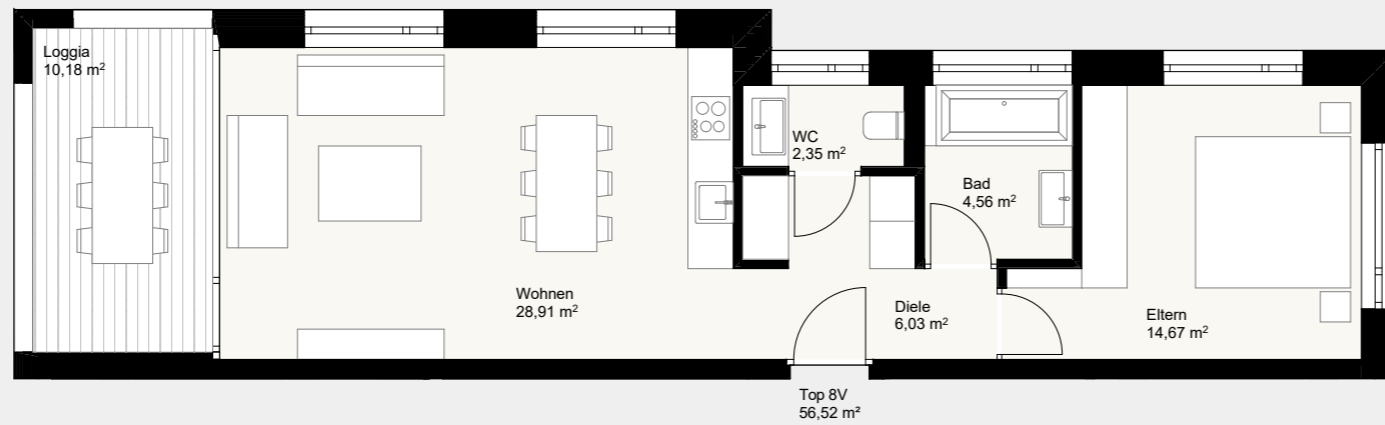 Loggia
10,18 m²
WC
2,35 m²
Bad
4,56 m²
Wohnen
28,91 m²
Diele
6,03 m²
Eltern
14,67 m²
Top 8V
56,52 m²